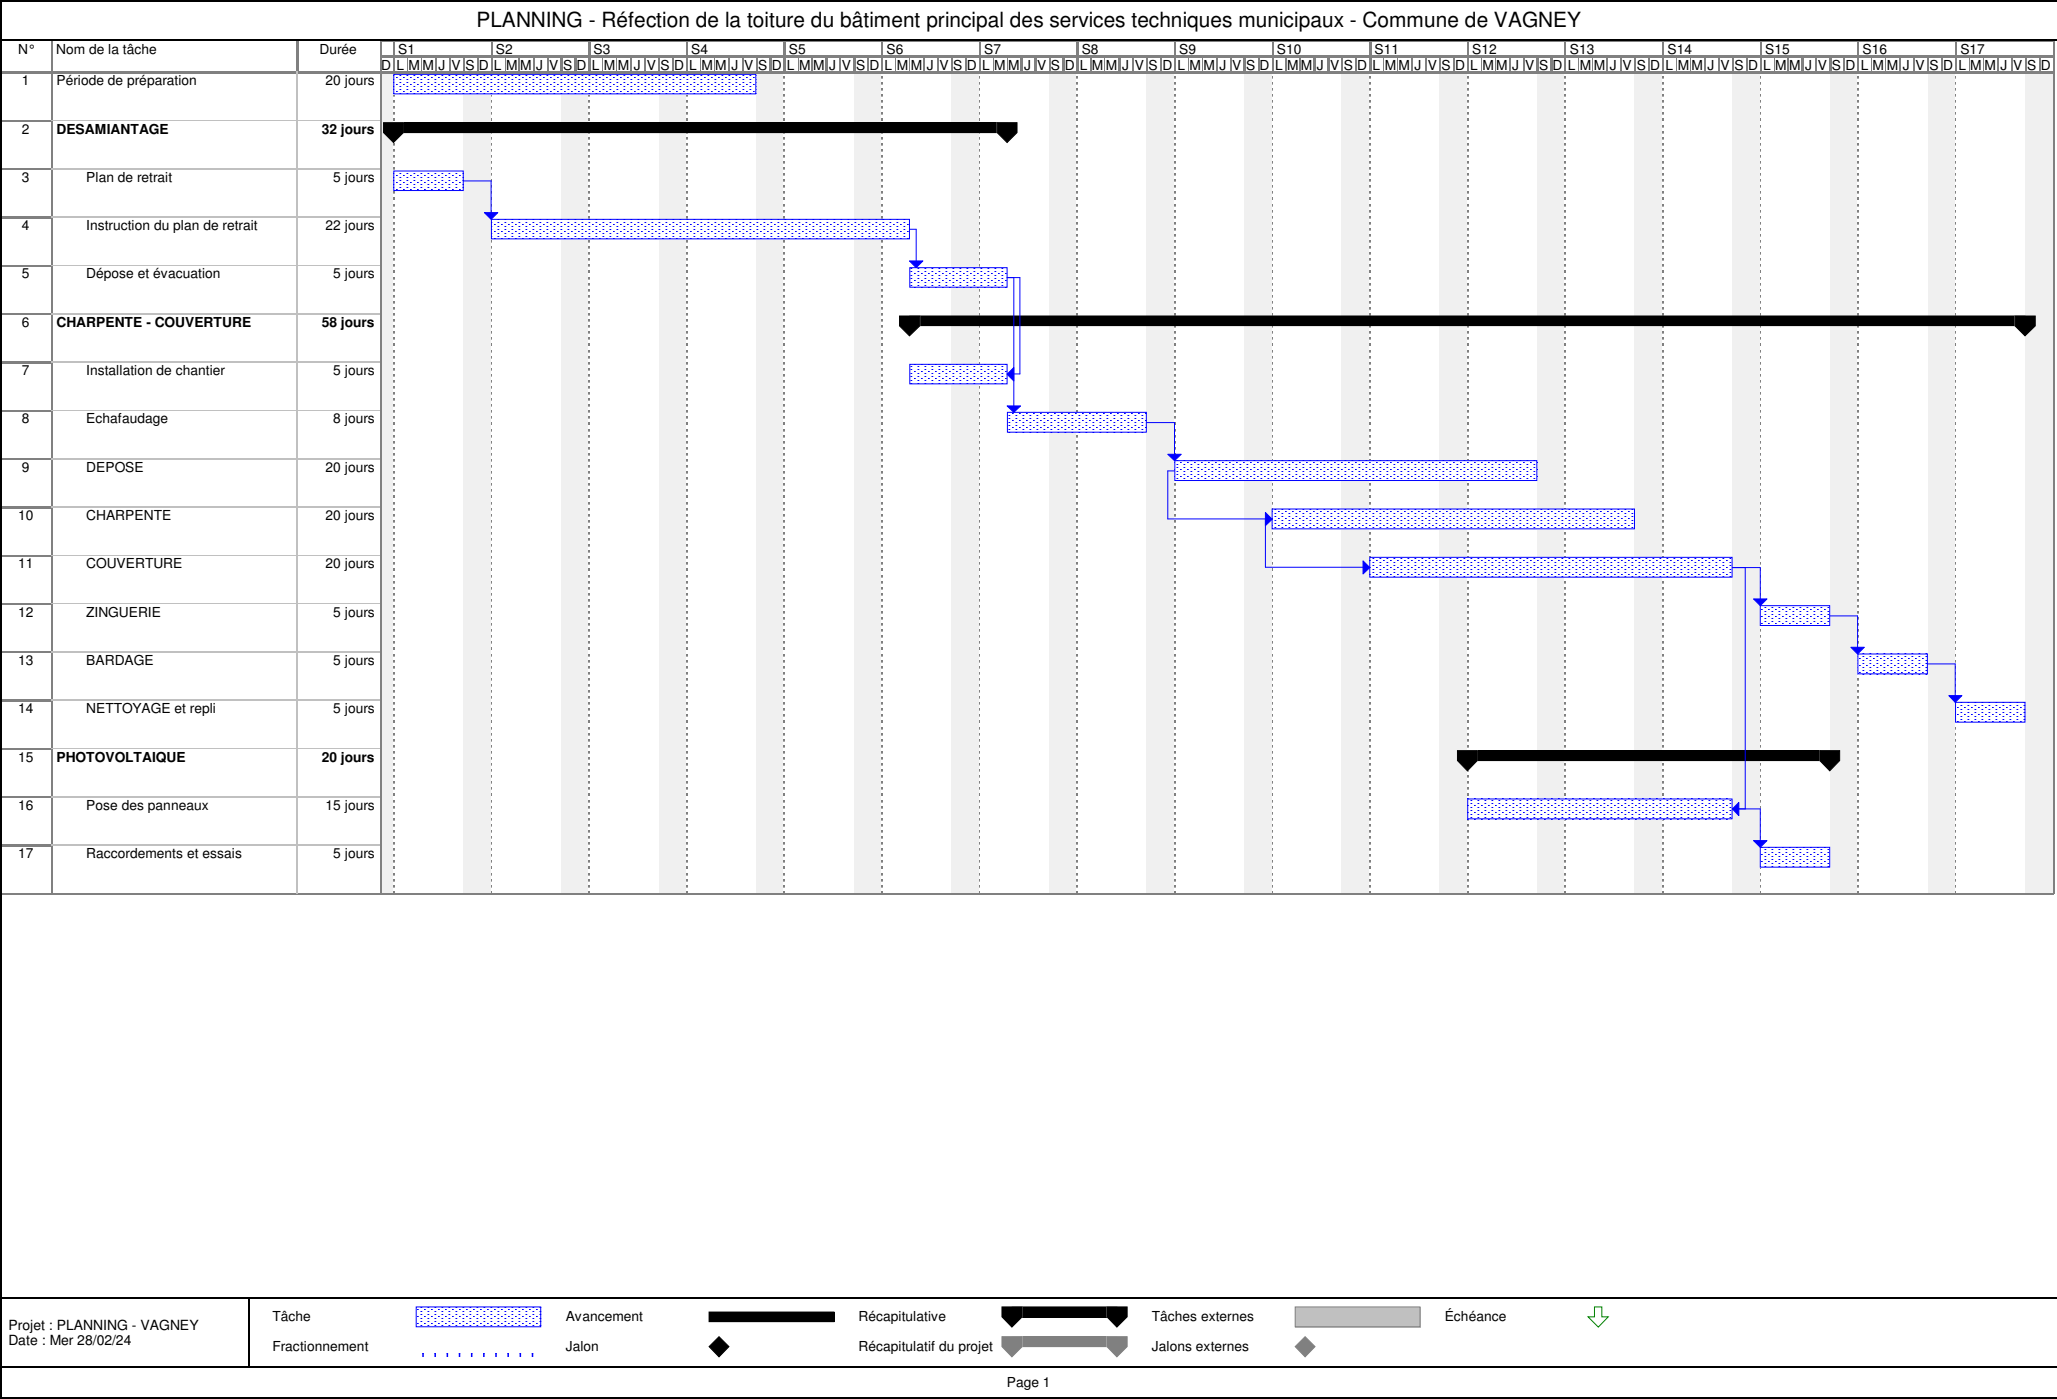 PLANNING - Réfection de la toiture du bâtiment principal des services techniques municipaux - Commune de VAGNEY
N° Nom de la tâche Durée S1 S2 S3 S4 S5 S6 S7 S8 S9 S10 S11 S12 S13 S14 S15 S16 S17
D L M M J V S D L M M J V S D L M M J V S D L M M J V S D L M M J V S D L M M J V S D L M M J V S D L M M J V S D L M M J V S D L M M J V S D L M M J V S D L M M J V S D L M M J V S D L M M J V S D L M M J V S D L M M J V S D L M M J V S D
1 Période de préparation 20 jours
2 DESAMIANTAGE 32 jours
3 Plan de retrait 5 jours
4 Instruction du plan de retrait 22 jours
5 Dépose et évacuation 5 jours
6 CHARPENTE - COUVERTURE 58 jours
7 Installation de chantier 5 jours
8 Echafaudage 8 jours
9 DEPOSE 20 jours
10 CHARPENTE 20 jours
11 COUVERTURE 20 jours
12 ZINGUERIE 5 jours
13 BARDAGE 5 jours
14 NETTOYAGE et repli 5 jours
15 PHOTOVOLTAIQUE 20 jours
16 Pose des panneaux 15 jours
17 Raccordements et essais 5 jours
Projet : PLANNING - VAGNEY
Date : Mer 28/02/24
Tâche Avancement Récapitulative Tâches externes Échéance
Fractionnement Jalon Récapitulatif du projet Jalons externes
Page 1